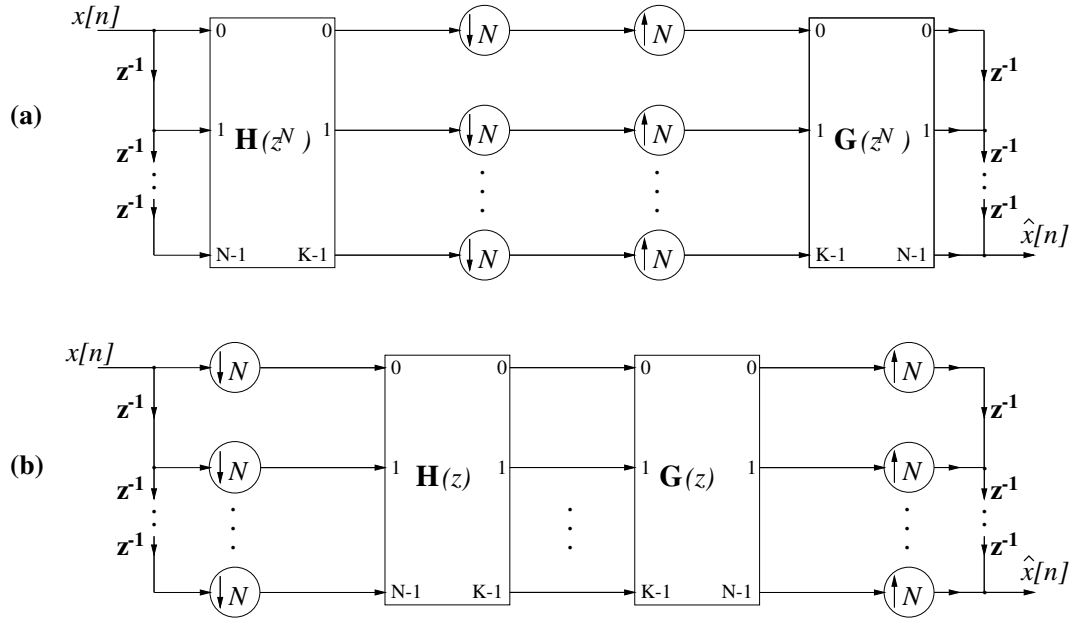 x[n]
0 0 N N 0 0
z⁻¹ z⁻¹
(a)
1 H(z^N) 1 N N 1 G(z^N) 1
z⁻¹ z⁻¹
z⁻¹ z⁻¹
x̂[n]
N-1 K-1 N N K-1 N-1
x[n]
N 0 0 0 0 N
z⁻¹ z⁻¹
(b)
N 1 H(z) 1 1 G(z) 1 N
z⁻¹ z⁻¹
z⁻¹ z⁻¹
x̂[n]
N N-1 K-1 K-1 N-1 N